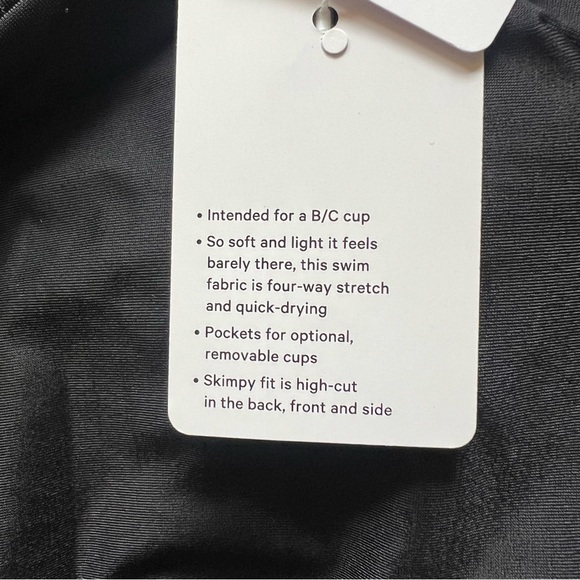 • Intended for a B/C cup
• So soft and light it feels
barely there, this swim
fabric is four-way stretch
and quick-drying
• Pockets for optional,
removable cups
• Skimpy fit is high-cut
in the back, front and side